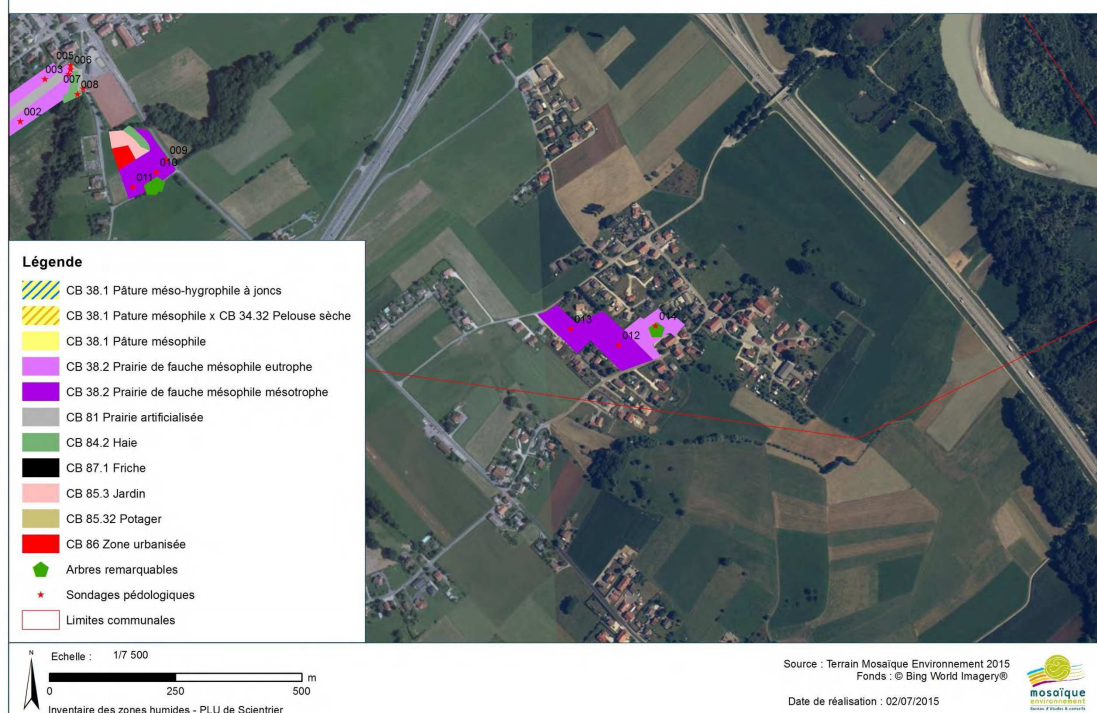 005
006
003
007
008
002
009
010
011
014
013
012
Légende
CB 38.1 Pâture méso-hygrophile à joncs
CB 38.1 Pature mésophile x CB 34.32 Pelouse sèche
CB 38.1 Pâture mésophile
CB 38.2 Prairie de fauche mésophile eutrophe
CB 38.2 Prairie de fauche mésophile mésotrophe
CB 81 Prairie artificialisée
CB 84.2 Haie
CB 87.1 Friche
CB 85.3 Jardin
CB 85.32 Potager
CB 86 Zone urbanisée
Arbres remarquables
Sondages pédologiques
Limites communales
N
Echelle : 1/7 500
m
0 250 500
Inventaire des zones humides - PLU de Scientrier
Source : Terrain Mosaïque Environnement 2015
Fonds : © Bing World Imagery®
Date de réalisation : 02/07/2015
mosaïque
environnement
Bureau d'études & conseils